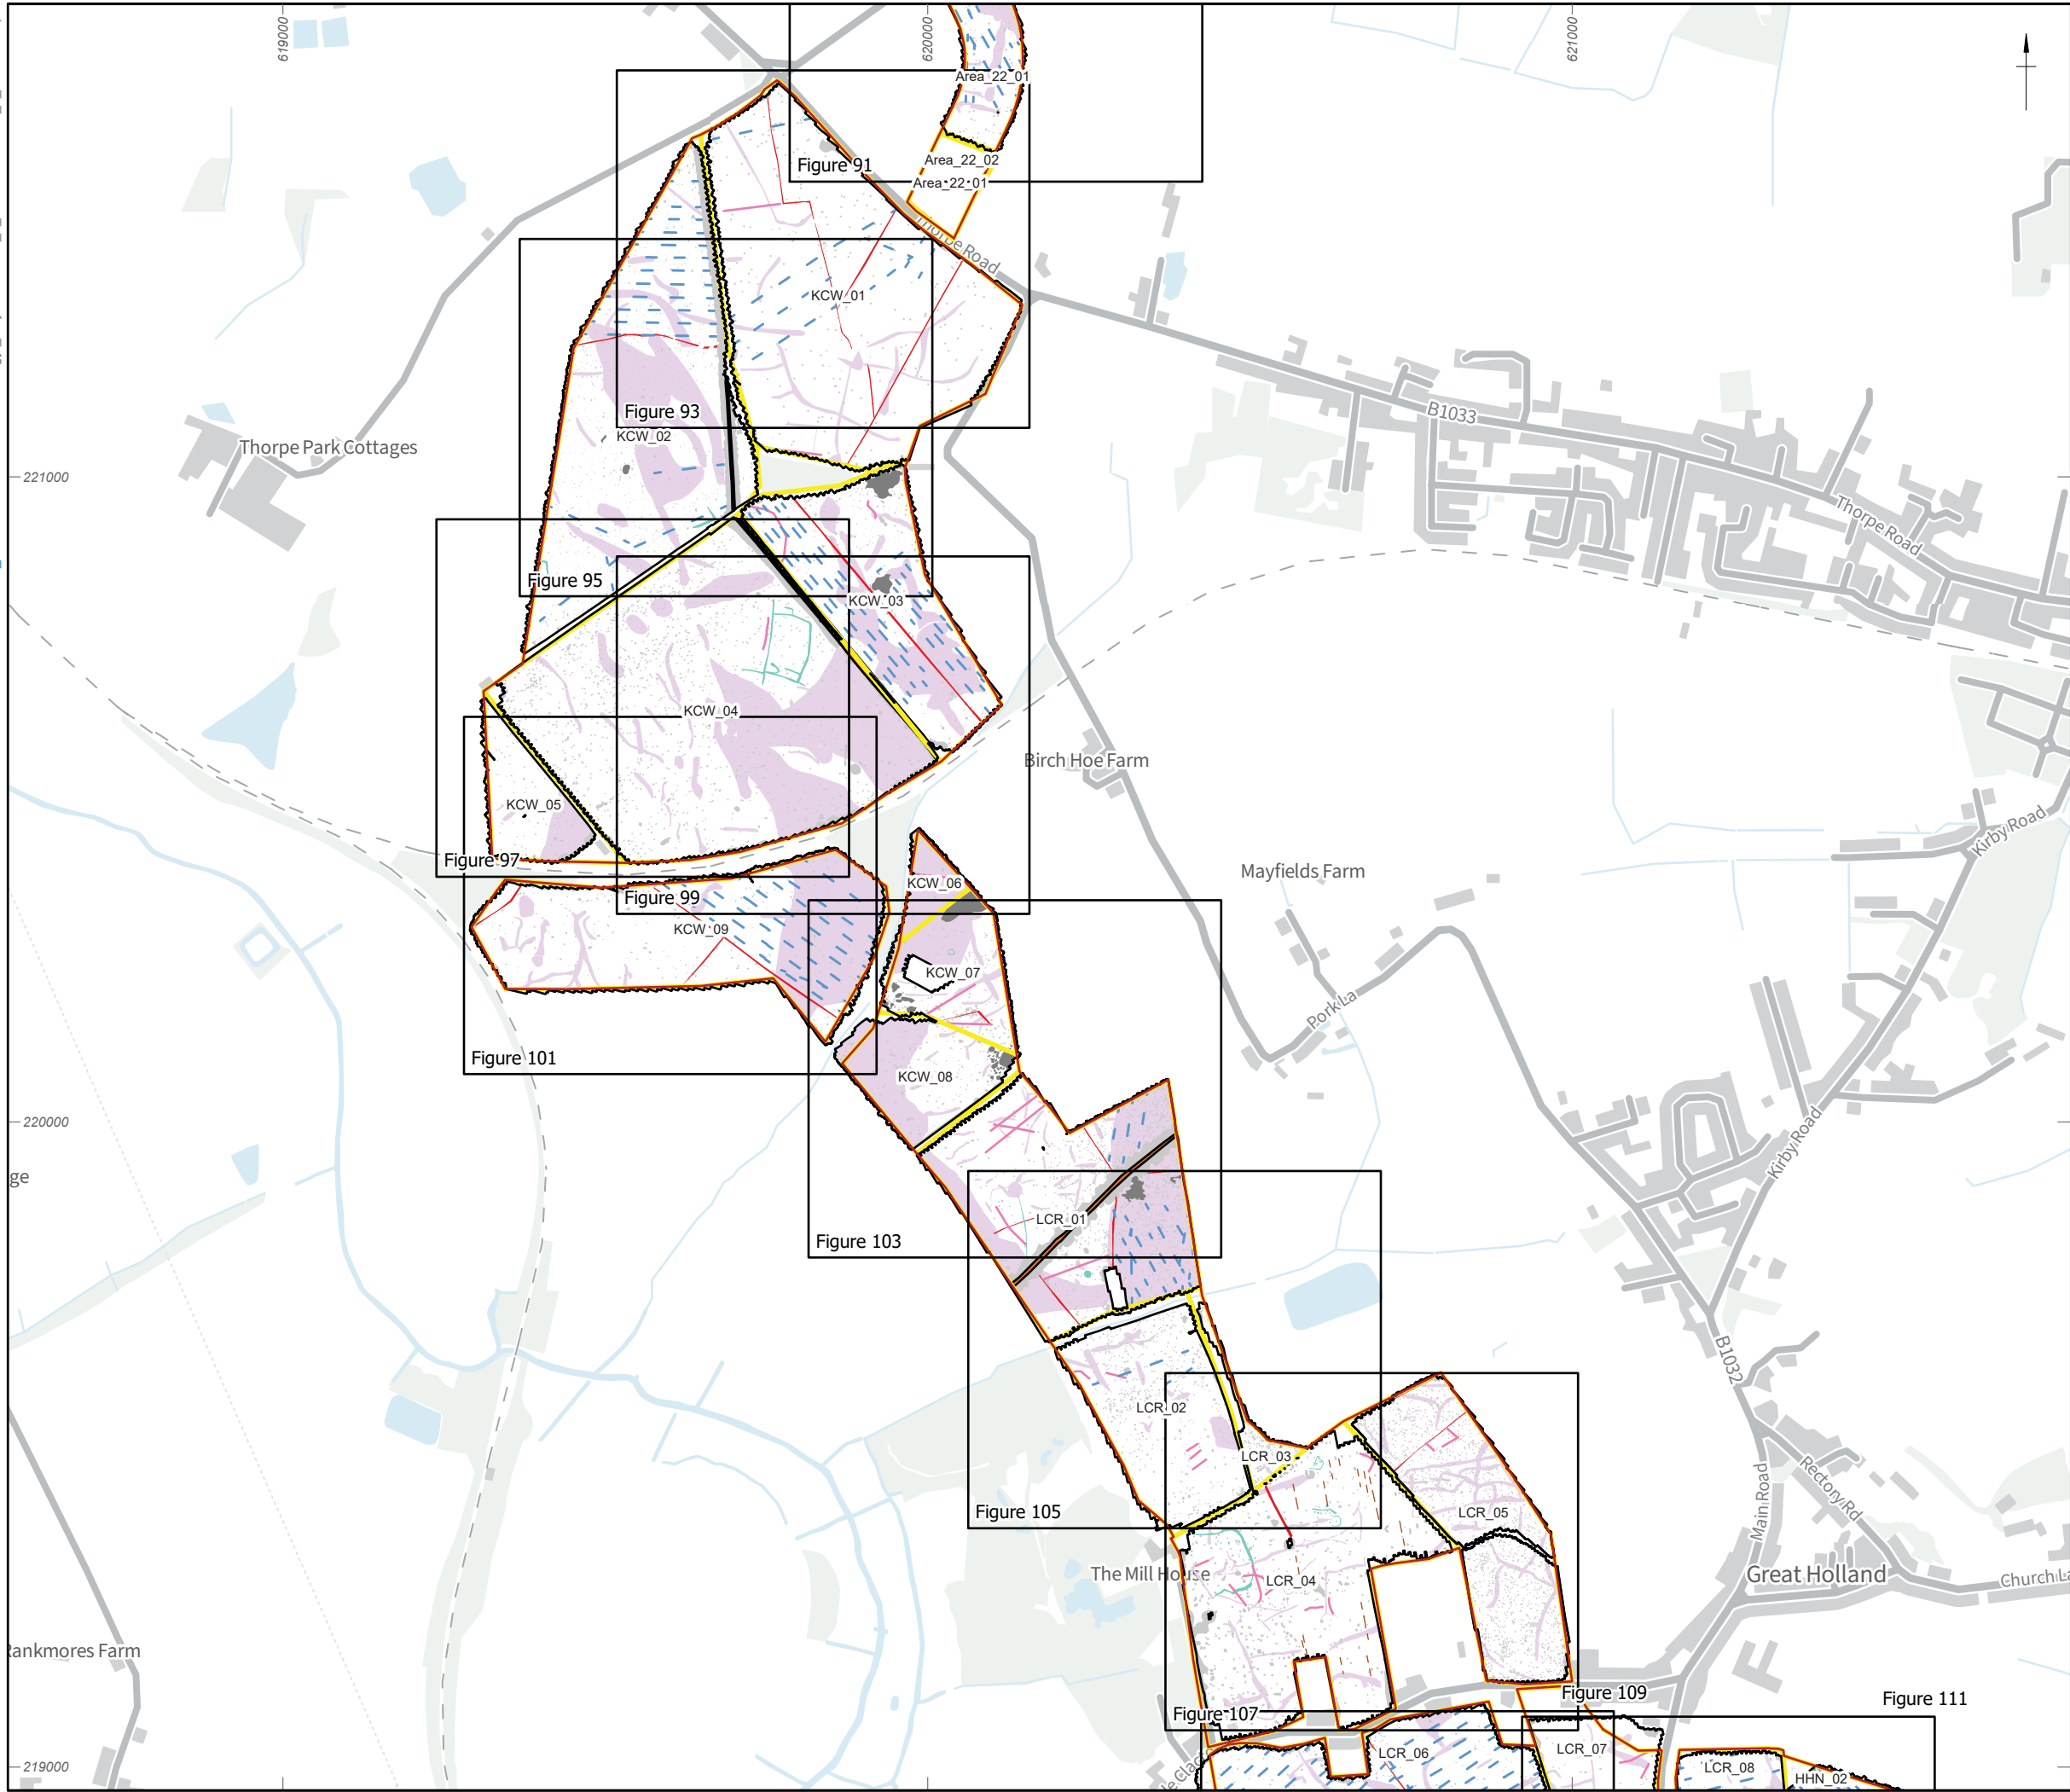 619000
620000
621000
Area_22_01
Area_22_02
Area_22_01
Figure 91
Thorpe Road
KCW_01
Figure 93
KCW_02
B1033
Thorpe Park Cottages
221000
Thorpe Road
Figure 95
KCW_03
KCW_04
Birch Hoe Farm
KCW_05
Kirby Road
Figure 97
Mayfields Farm
KCW_06
Figure 99
KCW_09
KCW_07
Pork La
Figure 101
KCW_08
220000
Kirby Road
ge
LCR_01
Figure 103
B1032
LCR_02
LCR_03
Rectory Rd
Main Road
Figure 105
LCR_05
The Mill House
LCR_04
Great Holland
Church La
Rankmores Farm
Figure 109
Figure 111
Figure 107
LCR_06
LCR_07
219000
LCR_08
HHN_02